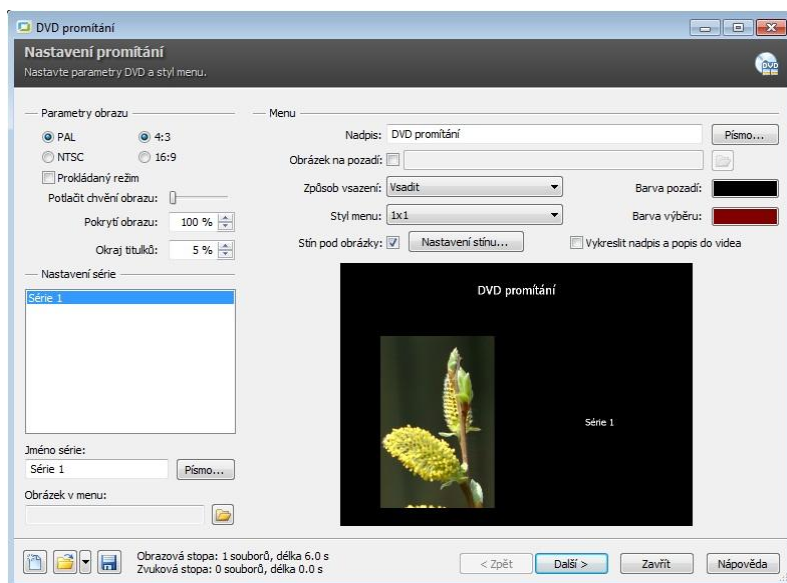 DVD promítání
Nastavení promítání
Nastavte parametry DVD a styl menu.
Parametry obrazu
PAL
4:3
NTSC
16:9
Prokládaný režim
Potlačit chvění obrazu:
Pokrytí obrazu: 100 %
Okraj titulků: 5 %
Nastavení série
Série 1
Jméno série:
Série 1
Písmo...
Obrázek v menu:
Menu
Nadpis: DVD promítání
Písmo...
Obrázek na pozadí:
Způsob vsazení: Vsadit
Barva pozadí:
Styl menu: 1x1
Barva výběru:
Stín pod obrázky:
Nastavení stínu...
Vykreslit nadpis a popis do videa
DVD promítání
Série 1
Obrazová stopa: 1 souborů, délka 6.0 s
Zvuková stopa: 0 souborů, délka 0.0 s
< Zpět
Další >
Zavřít
Nápověda